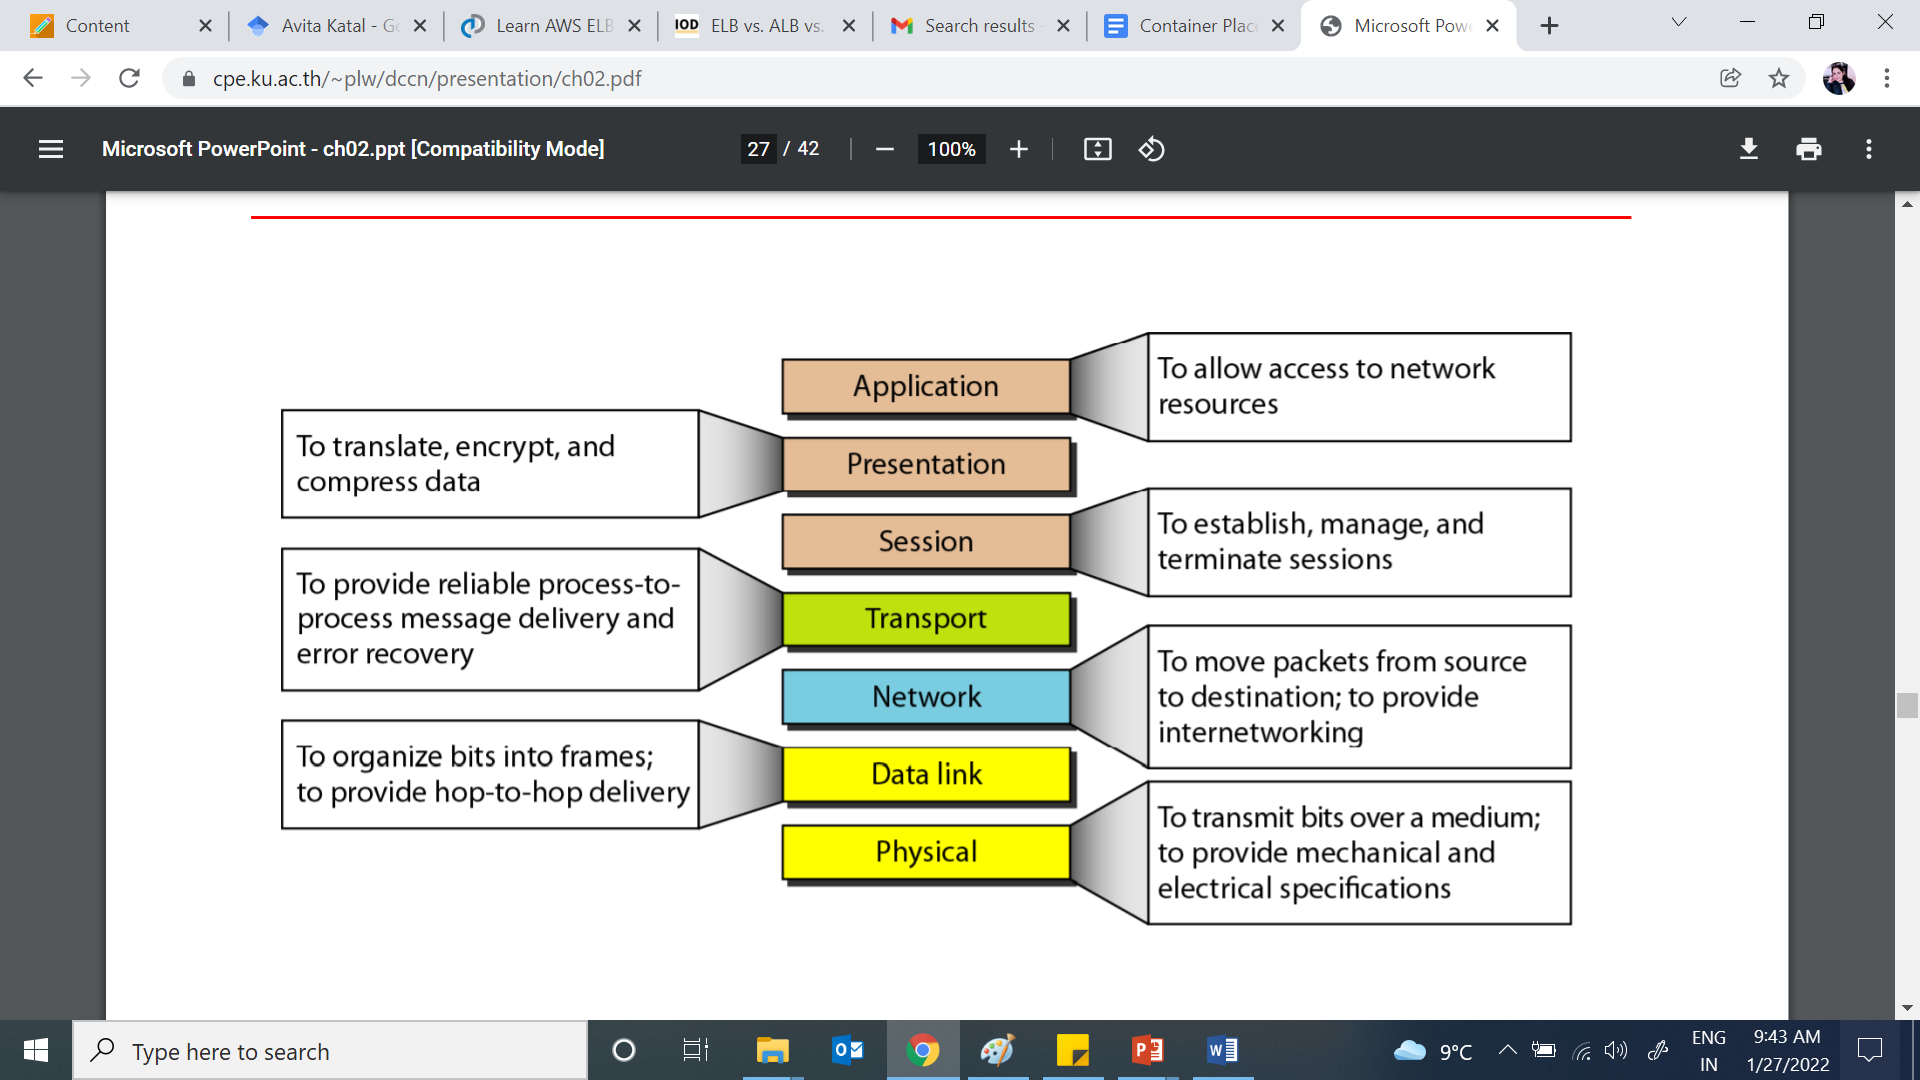 Content
Avita Katal - Go
Learn AWS ELB
IOD
ELB vs. ALB vs.
Search results -
Container Plac
Microsoft Powe
cpe.ku.ac.th/~plw/dccn/presentation/ch02.pdf
Microsoft PowerPoint - ch02.ppt [Compatibility Mode]
27 / 42
100%
Application
To allow access to network
resources
To translate, encrypt, and
compress data
Presentation
Session
To establish, manage, and
terminate sessions
To provide reliable process-to-
process message delivery and
error recovery
Transport
Network
To move packets from source
to destination; to provide
internetworking
To organize bits into frames;
to provide hop-to-hop delivery
Data link
Physical
To transmit bits over a medium;
to provide mechanical and
electrical specifications
Type here to search
9°C
ENG
IN
9:43 AM
1/27/2022